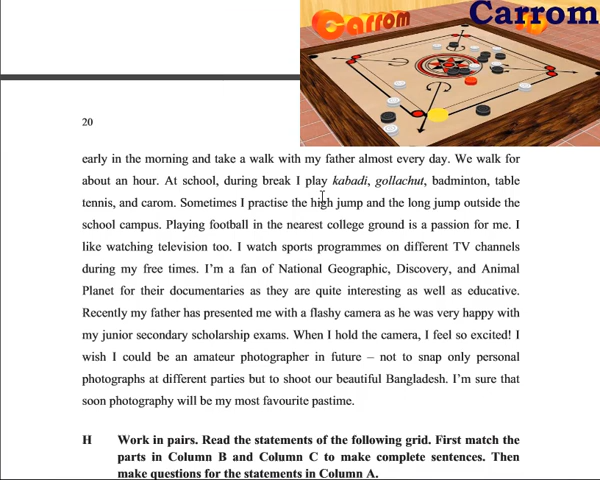 Carrom
Carrom
20
early in the morning and take a walk with my father almost every day. We walk for
about an hour. At school, during break I play kabadi, gollachut, badminton, table
tennis, and carom. Sometimes I practise the high jump and the long jump outside the
school campus. Playing football in the nearest college ground is a passion for me. I
like watching television too. I watch sports programmes on different TV channels
during my free times. I’m a fan of National Geographic, Discovery, and Animal
Planet for their documentaries as they are quite interesting as well as educative.
Recently my father has presented me with a flashy camera as he was very happy with
my junior secondary scholarship exams. When I hold the camera, I feel so excited! I
wish I could be an amateur photographer in future – not to snap only personal
photographs at different parties but to shoot our beautiful Bangladesh. I’m sure that
soon photography will be my most favourite pastime.
H Work in pairs. Read the statements of the following grid. First match the
parts in Column B and Column C to make complete sentences. Then
make questions for the statements in Column A.